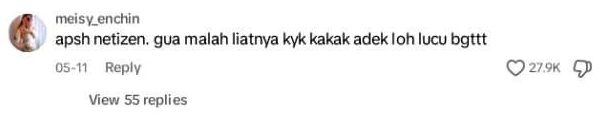 meisy_enchin
apsh netizen. gua malah liatnya kyk kakak adek loh lucu bgttt
05-11 Reply 27.9K
View 55 replies